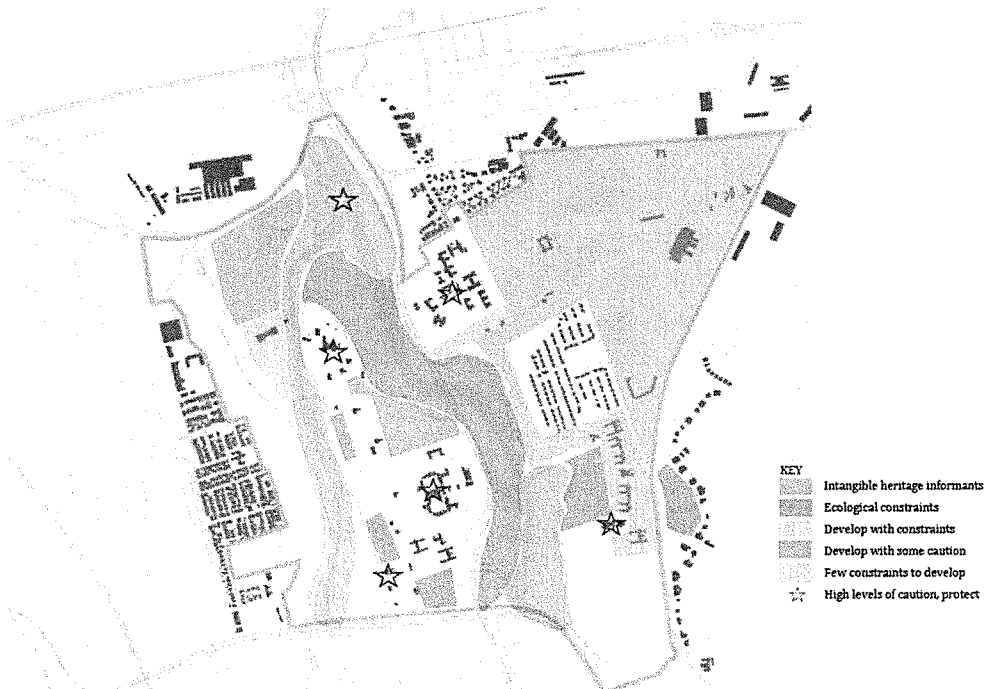 KEY
Intangible heritage informants
Ecological constraints
Develop with constraints
Develop with some caution
Few constraints to develop
High levels of caution, protect